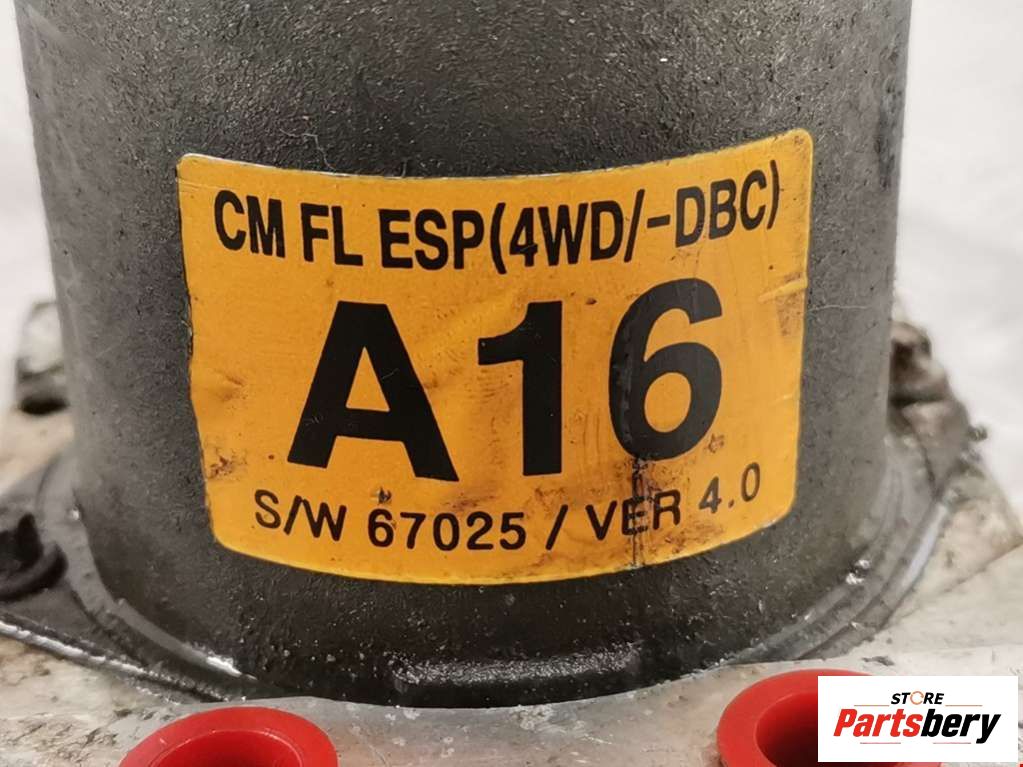 CM FL ESP(4WD/-DBC)
A16
S/W 67025 / VER 4.0
STORE
Partsbery